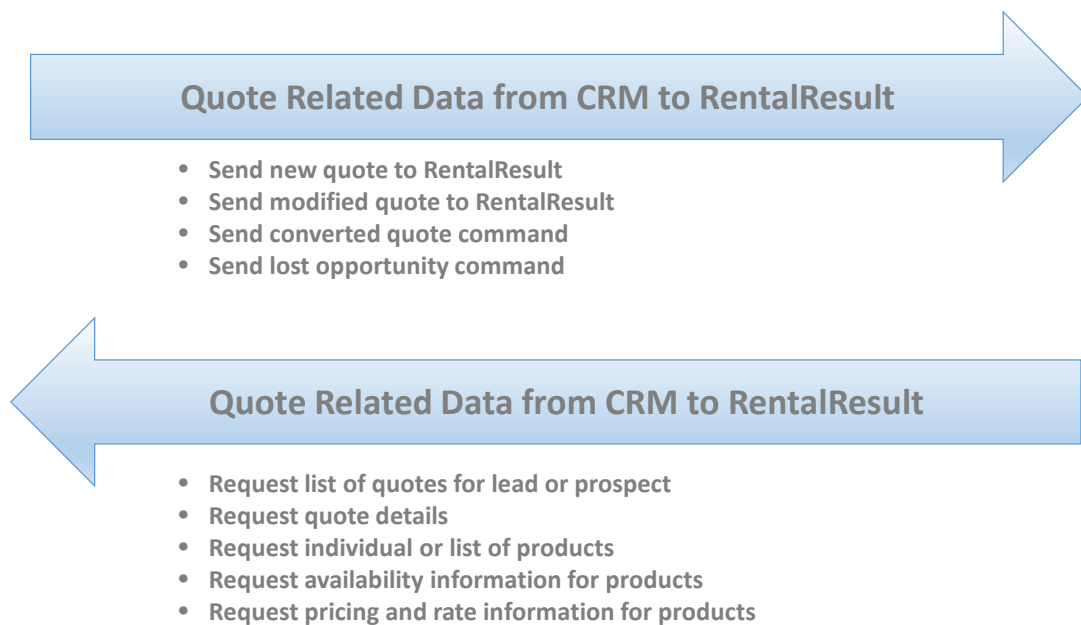 Quote Related Data from CRM to RentalResult
• Send new quote to RentalResult
• Send modified quote to RentalResult
• Send converted quote command
• Send lost opportunity command
Quote Related Data from CRM to RentalResult
• Request list of quotes for lead or prospect
• Request quote details
• Request individual or list of products
• Request availability information for products
• Request pricing and rate information for products